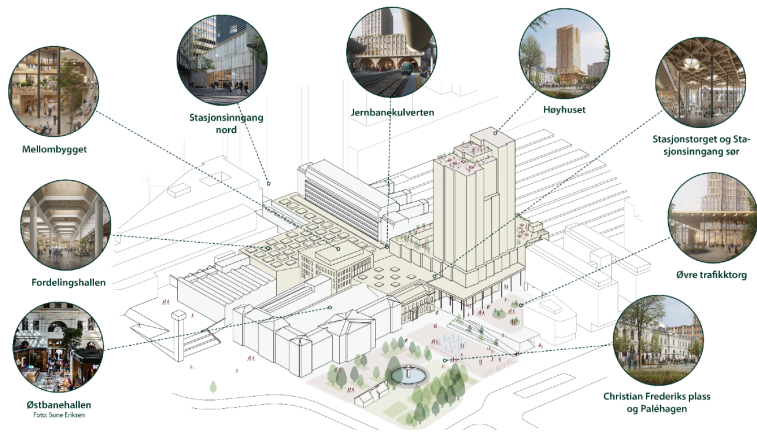 Mellombygget
Stasjonsinngang
nord
Jernbanekulverten
Høyhuset
Stasjonstorget og Sta-
sjonsinngang sør
Fordelingshallen
Øvre trafikktorg
Østbanehallen
Foto: Sune Eriksen
Christian Frederiks plass
og Paléhagen